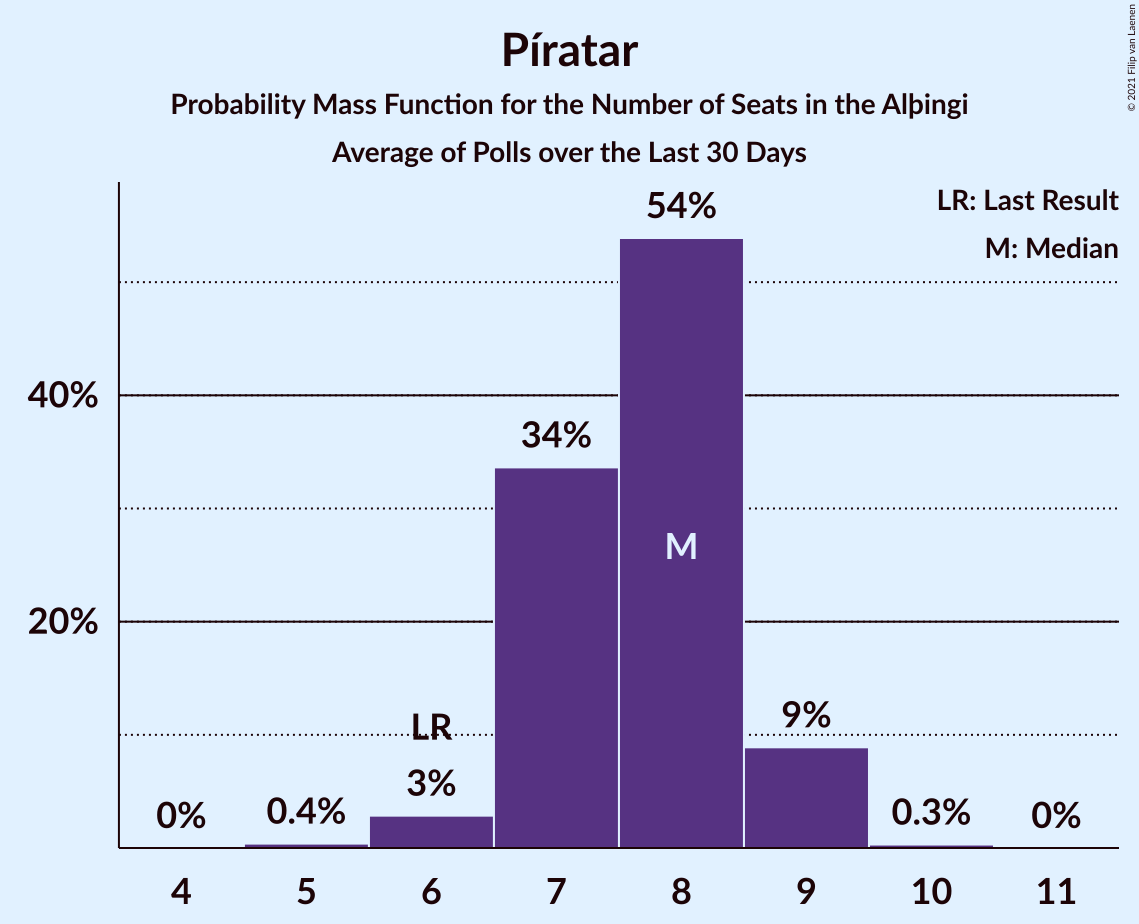 Píratar
Probability Mass Function for the Number of Seats in the Alþingi
Average of Polls over the Last 30 Days
© 2021 Filip van Laenen
LR: Last Result
M: Median
54%
40%
34%
M
20%
LR
9%
3%
0%
0.4%
0.3%
0%
4 5 6 7 8 9 10 11